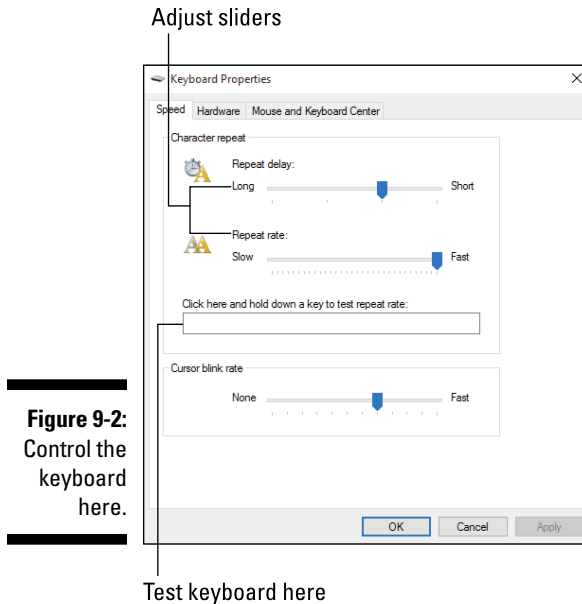 Adjust sliders
Keyboard Properties
Speed Hardware Mouse and Keyboard Center
Character repeat
Repeat delay:
Long Short
Repeat rate:
Slow Fast
Click here and hold down a key to test repeat rate:
Cursor blink rate
None Fast
Figure 9-2:
Control the
keyboard
here.
OK Cancel Apply
Test keyboard here